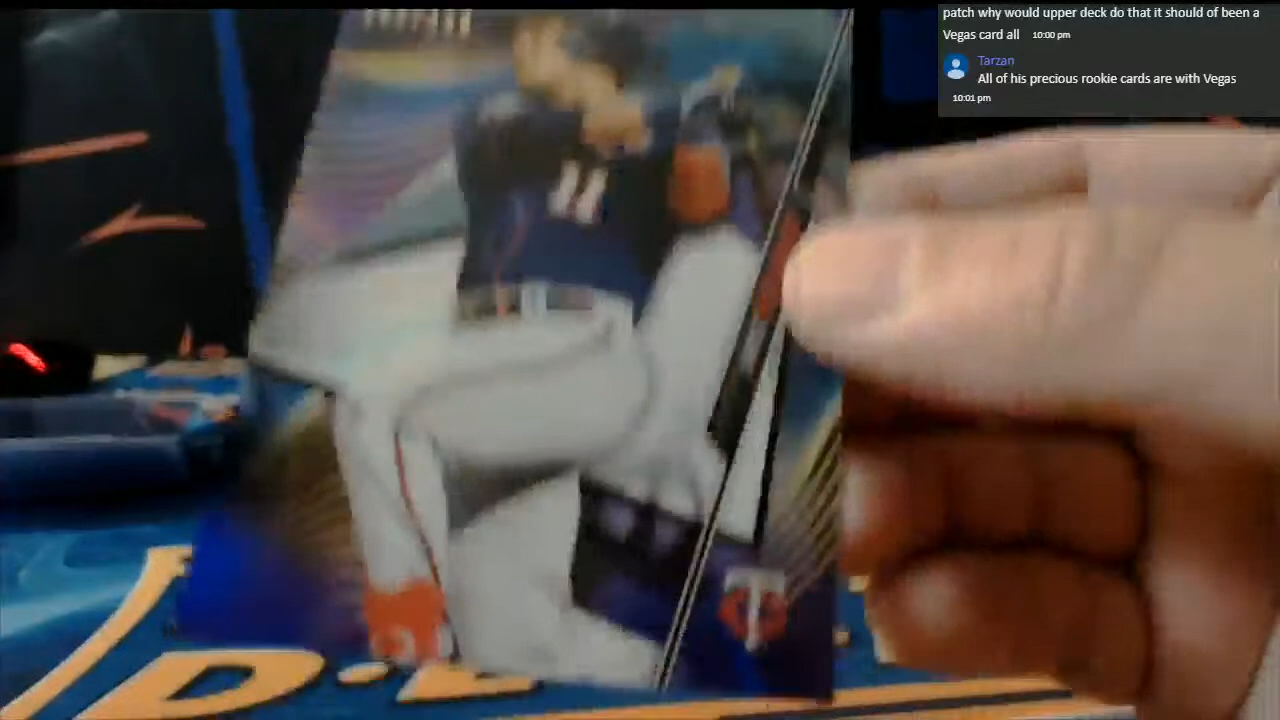 patch why would upper deck do that it should of been a
Vegas card all 10:00 pm
Tarzan
All of his precious rookie cards are with Vegas
10:01 pm
11
D.